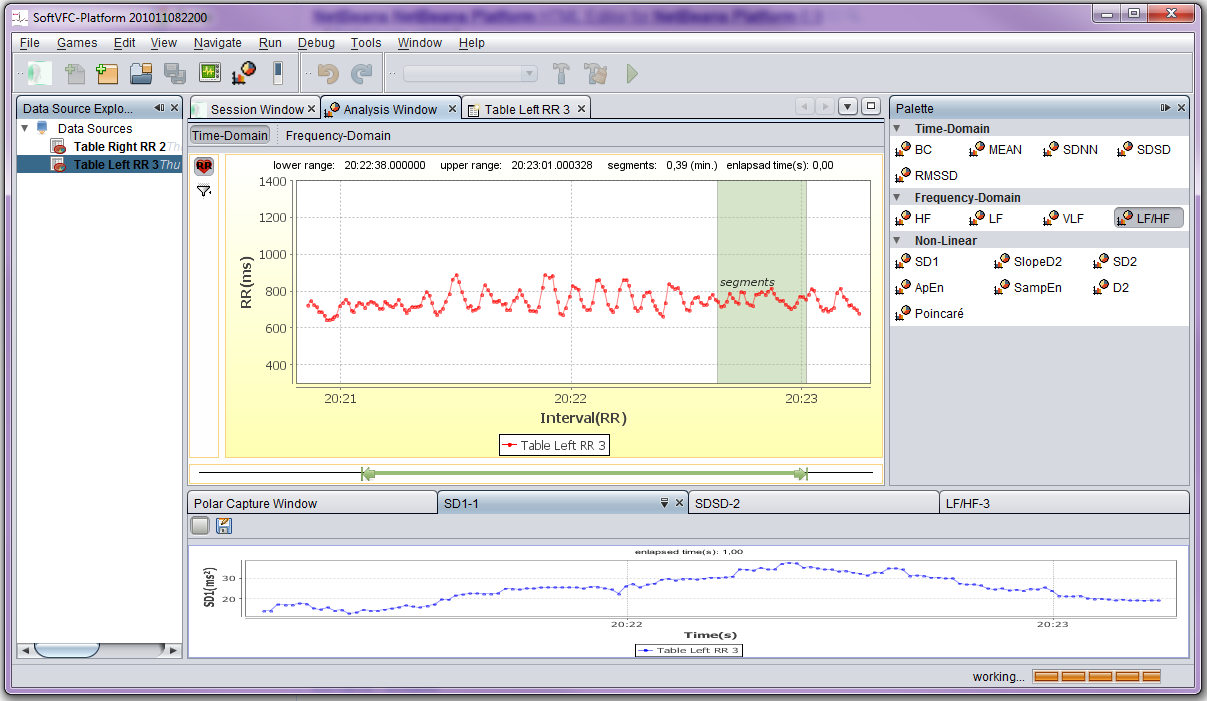 SoftVFC-Platform 201011082200
File Games Edit View Navigate Run Debug Tools Window Help
Data Source Explo...
Data Sources
Table Right RR 2 Th
Table Left RR 3 Thu
Session Window
Analysis Window
Table Left RR 3
Time-Domain Frequency-Domain
RR
lower range: 20:22:38.000000 upper range: 20:23:01.000328 segments: 0,39 (min.) enlapsad time(s): 0,00
1400
1200
1000
800
600
400
RR(ms)
segments
20:21 20:22 20:23
Interval(RR)
Table Left RR 3
Palette
Time-Domain
BC MEAN SDNN SDSD
RMSSD
Frequency-Domain
HF LF VLF LF/HF
Non-Linear
SD1 SlopeD2 SD2
ApEn SampEn D2
Poincaré
Polar Capture Window
SD1-1
SDSD-2
LF/HF-3
enlapsed time(s): 1,00
30
20
SD1(ms²)
20:22 20:23
Time(s)
Table Left RR 3
working...